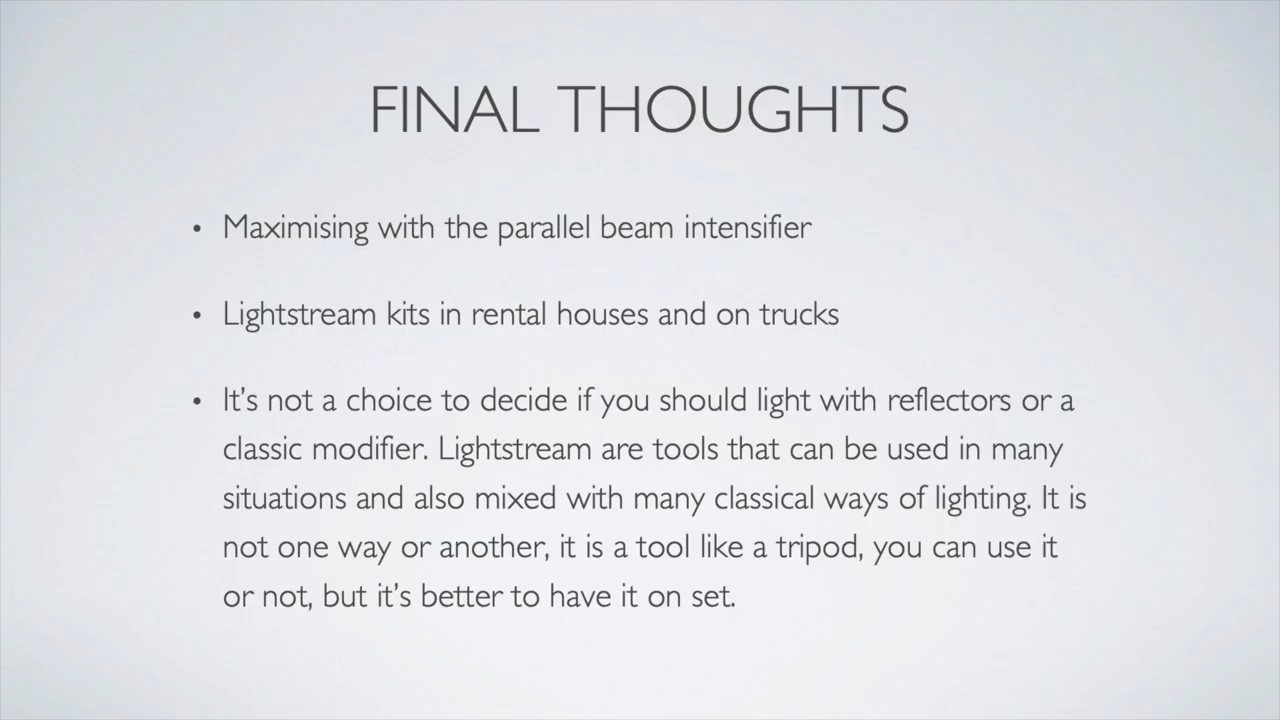 FINAL THOUGHTS
• Maximising with the parallel beam intensifier
• Lightstream kits in rental houses and on trucks
• It’s not a choice to decide if you should light with reflectors or a
classic modifier. Lightstream are tools that can be used in many
situations and also mixed with many classical ways of lighting. It is
not one way or another, it is a tool like a tripod, you can use it
or not, but it’s better to have it on set.